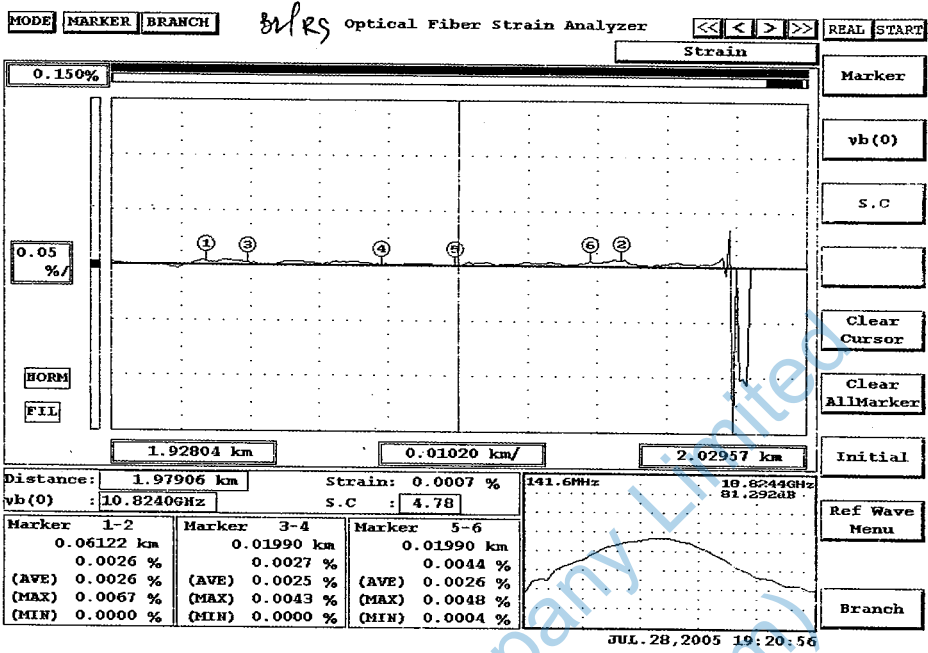 MODE MARKER BRANCH Optical Fiber Strain Analyzer << < > >> REAL START
Strain
0.150%
Marker
νb(0)
S.C
① ③ ④ ⑤ ⑥ ②
0.05
%/
Clear
Cursor
HORM
Clear
AllMarker
FIL
1.92804 km 0.01020 km/ 2.02957 km
Initial
Distance: 1.97906 km Strain: 0.0007 %
νb(0) : 10.8240GHz S.C : 4.78
141.6MHz 10.8244GHz
81.292dB
Ref Wave
Menu
Marker 1-2
0.06122 km
0.0026 %
(AVE) 0.0026 %
(MAX) 0.0067 %
(MIN) 0.0000 %
Marker 3-4
0.01990 km
0.0027 %
(AVE) 0.0025 %
(MAX) 0.0043 %
(MIN) 0.0000 %
Marker 5-6
0.01990 km
0.0044 %
(AVE) 0.0026 %
(MAX) 0.0048 %
(MIN) 0.0004 %
Branch
JUL.28,2005 19:20:56
pany Limited